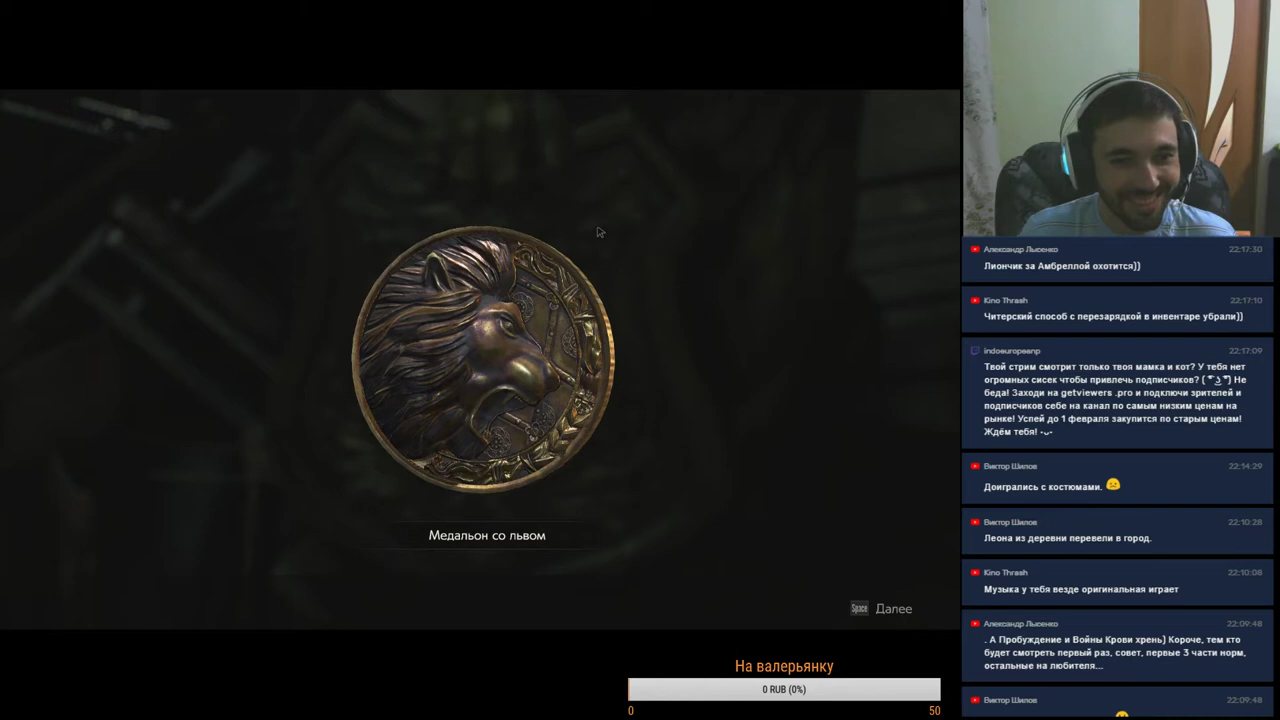 Медальон со львом
Space Далее
На валерьянку
0 RUB (0%)
0
50
Александр Лысенко 22:17:30
Лиончик за Амбреллой охотится))
Kino Thrash 22:17:10
Читерский способ с перезарядкой в инвентаре убрали))
indoeuropeanp 22:17:09
Твой стрим смотрит только твоя мамка и кот? У тебя нет
огромных сисек чтобы привлечь подписчиков? ( ͡° ͜ʖ ͡°) Не
беда! Заходи на getviewers .pro и подключи зрителей и
подписчиков себе на канал по самым низким ценам на
рынке! Успей до 1 февраля закупится по старым ценам!
Ждём тебя! •ᴗ•
Виктор Шилов 22:14:29
Доигрались с костюмами.
Виктор Шилов 22:10:28
Леона из деревни перевели в город.
Kino Thrash 22:10:08
Музыка у тебя везде оригинальная играет
Александр Лысенко 22:09:48
. А Пробуждение и Войны Крови хрень) Короче, тем кто
будет смотреть первый раз, совет, первые 3 части норм,
остальные на любителя...
Виктор Шилов 22:09:48